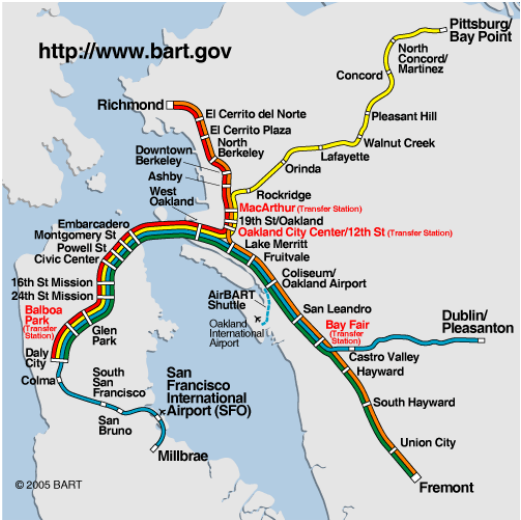 http://www.bart.gov
Pittsburg/
Bay Point
North
Concord/
Martinez
Concord
Pleasant Hill
Walnut Creek
Lafayette
Orinda
Rockridge
Richmond
El Cerrito del Norte
El Cerrito Plaza
North
Berkeley
Downtown
Berkeley
Ashby
West
Oakland
MacArthur (Transfer Station)
19th St/Oakland
Oakland City Center/12th St (Transfer Station)
Embarcadero
Montgomery St
Powell St
Civic Center
16th St Mission
24th St Mission
Balboa
Park
(Transfer
Station)
Glen
Park
Daly
City
Colma
South
San
Francisco
San
Bruno
San
Francisco
International
Airport (SFO)
Millbrae
Lake Merritt
Fruitvale
Coliseum/
Oakland Airport
AirBART
Shuttle
Oakland
International
Airport
San Leandro
Bay Fair
(Transfer
Station)
Dublin/
Pleasanton
Castro Valley
Hayward
South Hayward
Union City
Fremont
© 2005 BART